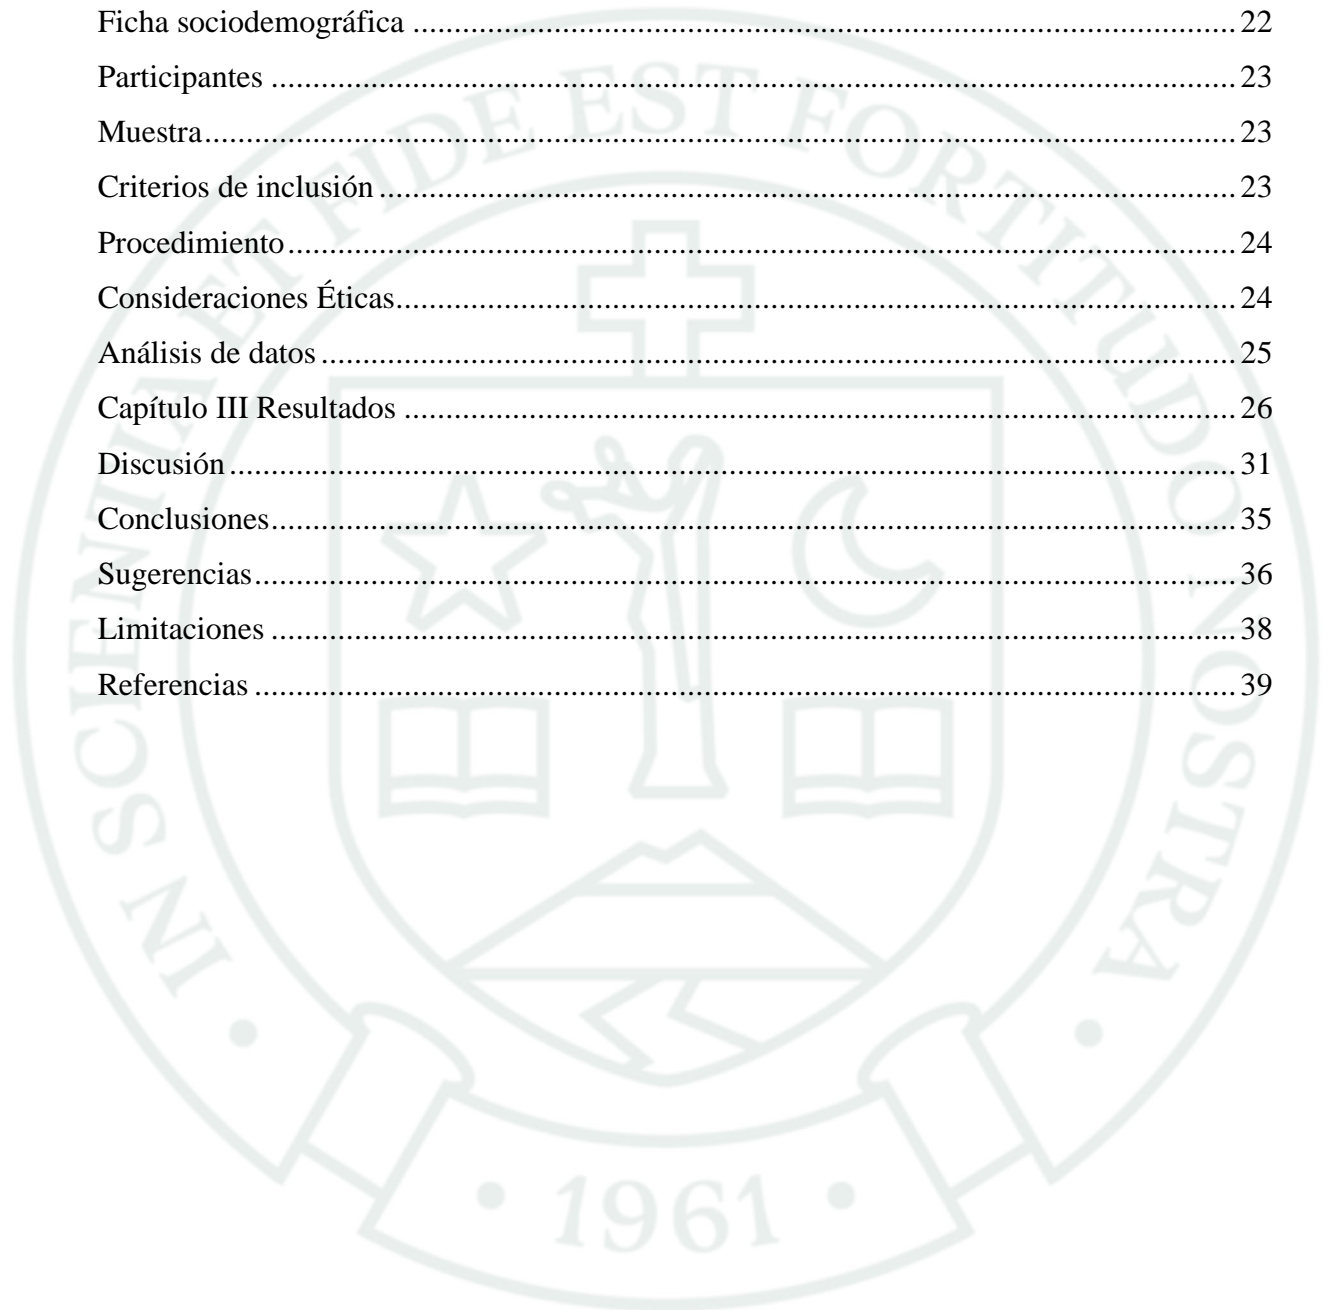 Ficha sociodemográfica ........ 22
Participantes ........ 23
Muestra ........ 23
Criterios de inclusión ........ 23
Procedimiento ........ 24
Consideraciones Éticas ........ 24
Análisis de datos ........ 25
Capítulo III Resultados ........ 26
Discusión ........ 31
Conclusiones ........ 35
Sugerencias ........ 36
Limitaciones ........ 38
Referencias ........ 39
IN SCIENTIA ET FIDE EST FORTITUDO NOSTRA
• 1961 •